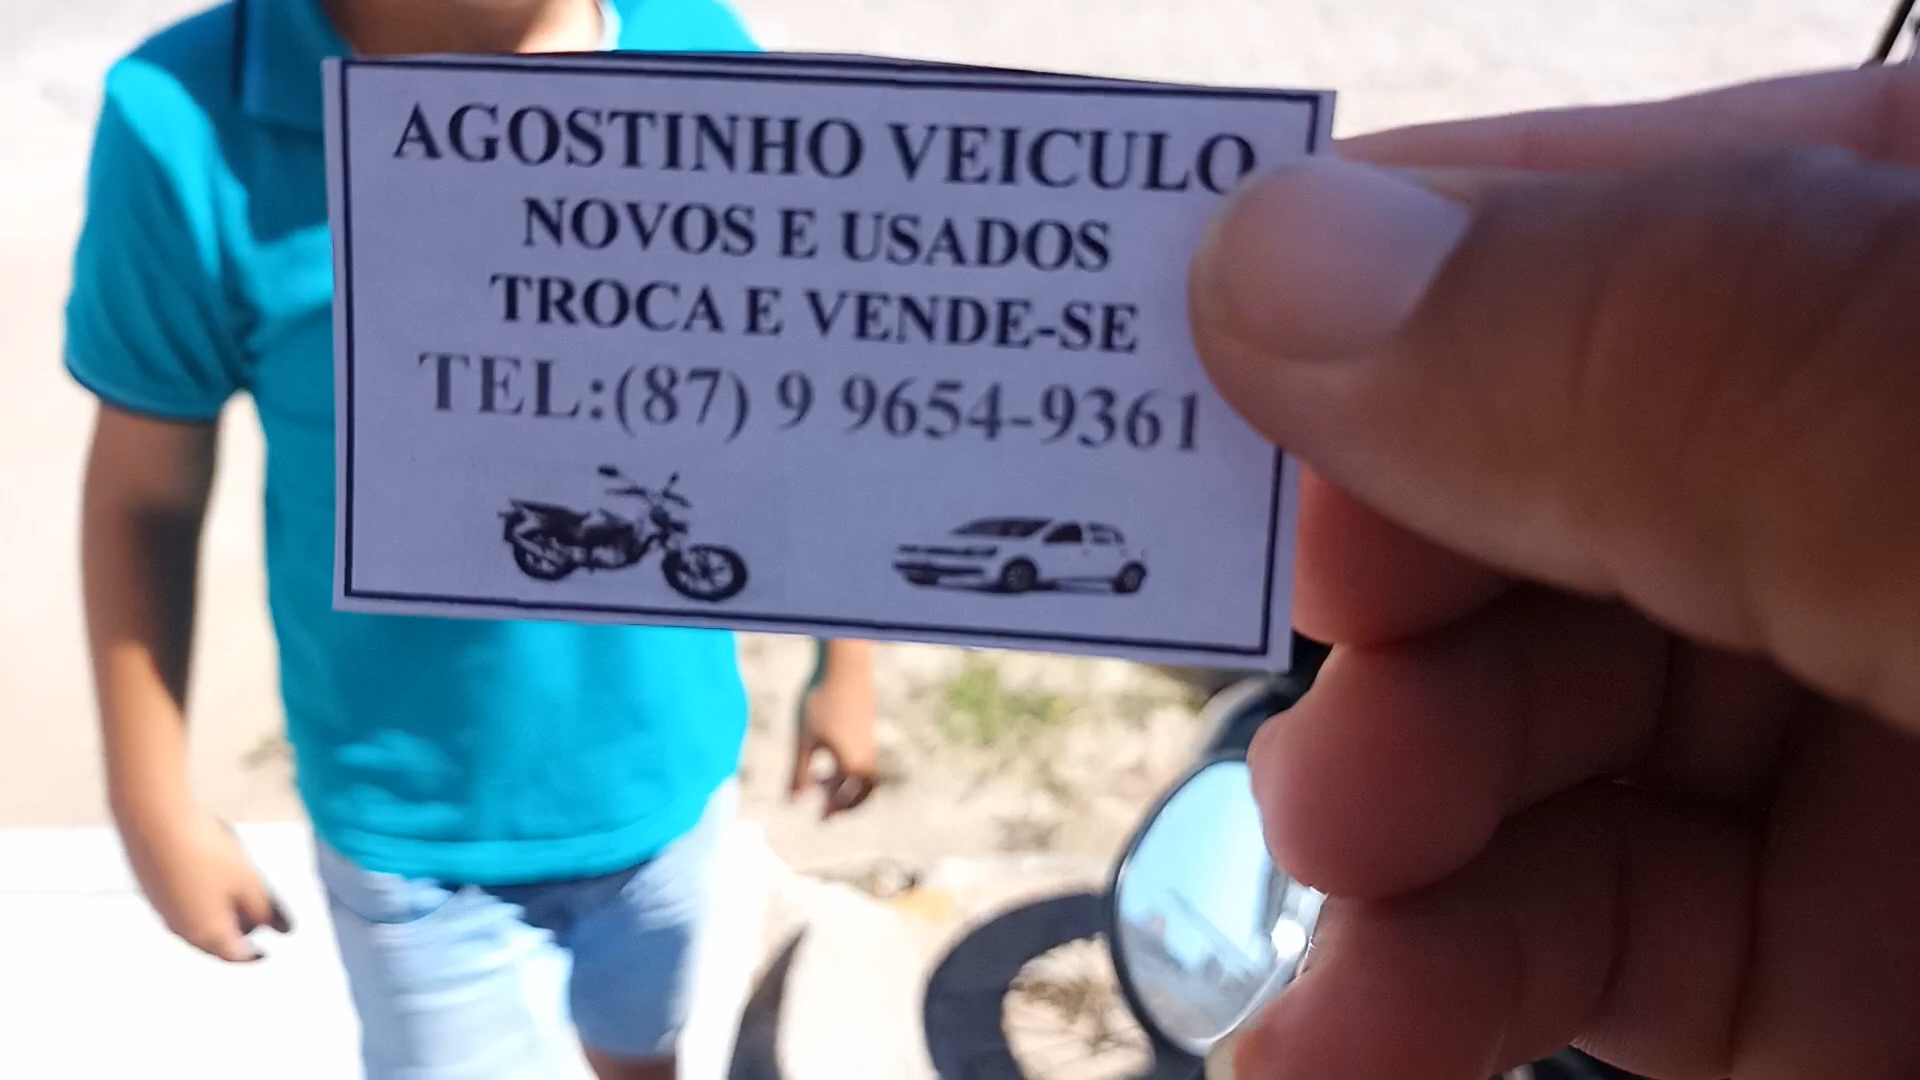 AGOSTINHO VEICULO
NOVOS E USADOS
TROCA E VENDE-SE
TEL:(87) 9 9654-9361